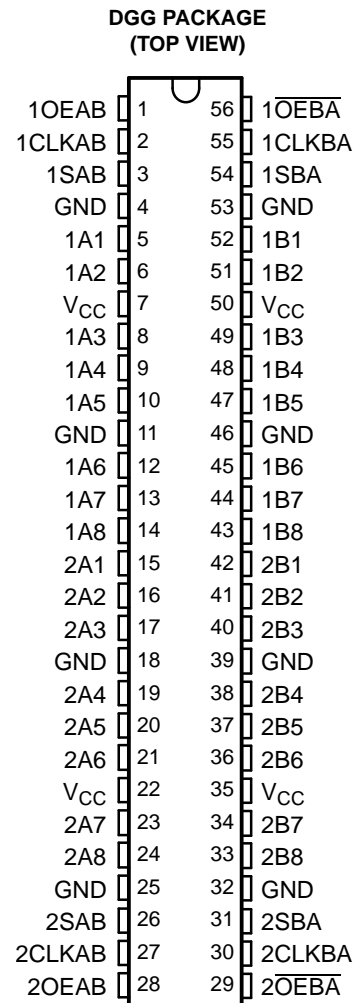 DGG PACKAGE
(TOP VIEW)
1OEAB 1 56 1O̅E̅B̅A̅
1CLKAB 2 55 1CLKBA
1SAB 3 54 1SBA
GND 4 53 GND
1A1 5 52 1B1
1A2 6 51 1B2
VCC 7 50 VCC
1A3 8 49 1B3
1A4 9 48 1B4
1A5 10 47 1B5
GND 11 46 GND
1A6 12 45 1B6
1A7 13 44 1B7
1A8 14 43 1B8
2A1 15 42 2B1
2A2 16 41 2B2
2A3 17 40 2B3
GND 18 39 GND
2A4 19 38 2B4
2A5 20 37 2B5
2A6 21 36 2B6
VCC 22 35 VCC
2A7 23 34 2B7
2A8 24 33 2B8
GND 25 32 GND
2SAB 26 31 2SBA
2CLKAB 27 30 2CLKBA
2OEAB 28 29 2O̅E̅B̅A̅